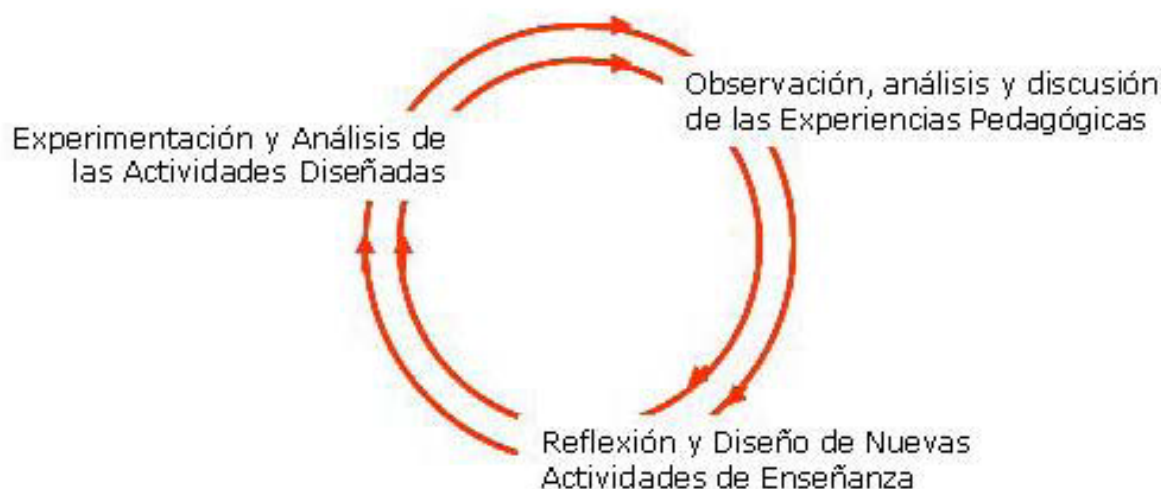 Observación, análisis y discusión
de las Experiencias Pedagógicas
Experimentación y Análisis de
las Actividades Diseñadas
Reflexión y Diseño de Nuevas
Actividades de Enseñanza